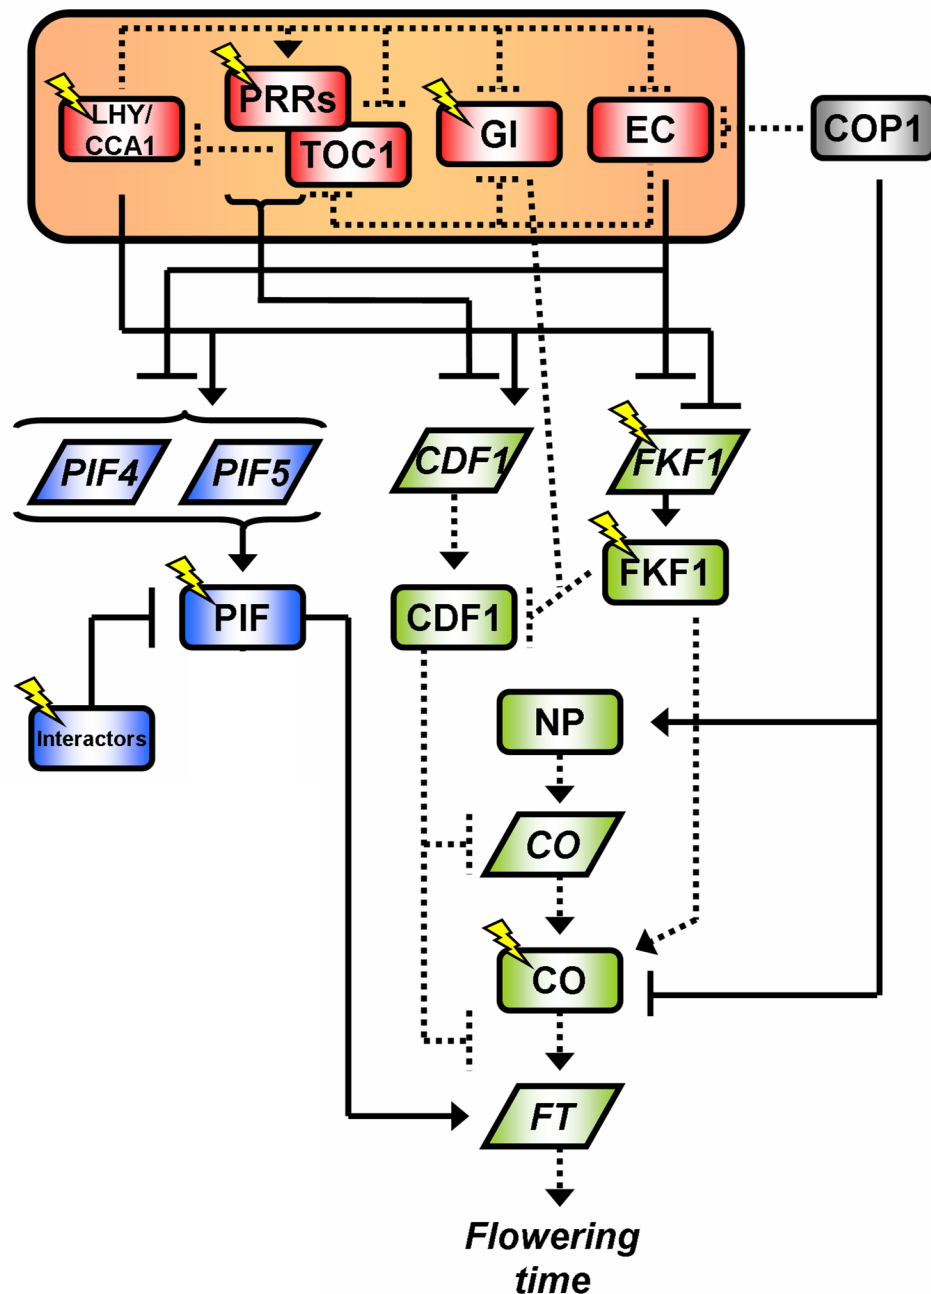 LHY/
CCA1
PRRs
TOC1
GI
EC
COP1
PIF4
PIF5
CDF1
FKF1
PIF
CDF1
FKF1
Interactors
NP
CO
CO
FT
Flowering
time